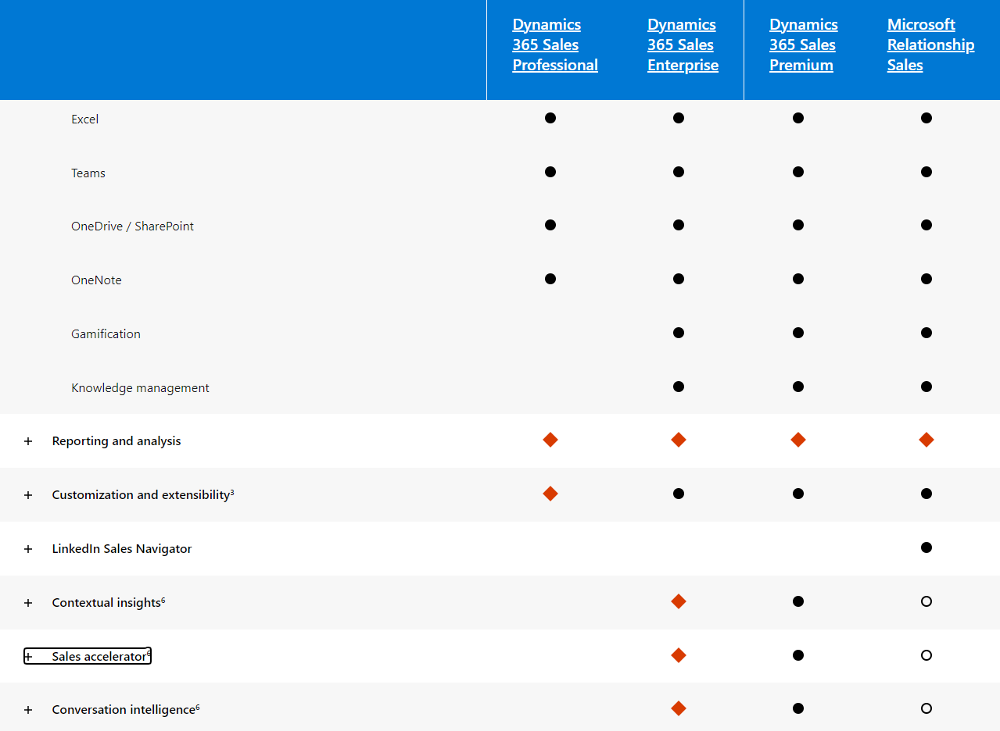 Dynamics
365 Sales
Professional
Dynamics
365 Sales
Enterprise
Dynamics
365 Sales
Premium
Microsoft
Relationship
Sales
Excel
Teams
OneDrive / SharePoint
OneNote
Gamification
Knowledge management
+ Reporting and analysis
+ Customization and extensibility³
+ LinkedIn Sales Navigator
+ Contextual insights⁶
+ Sales accelerator⁶
+ Conversation intelligence⁶